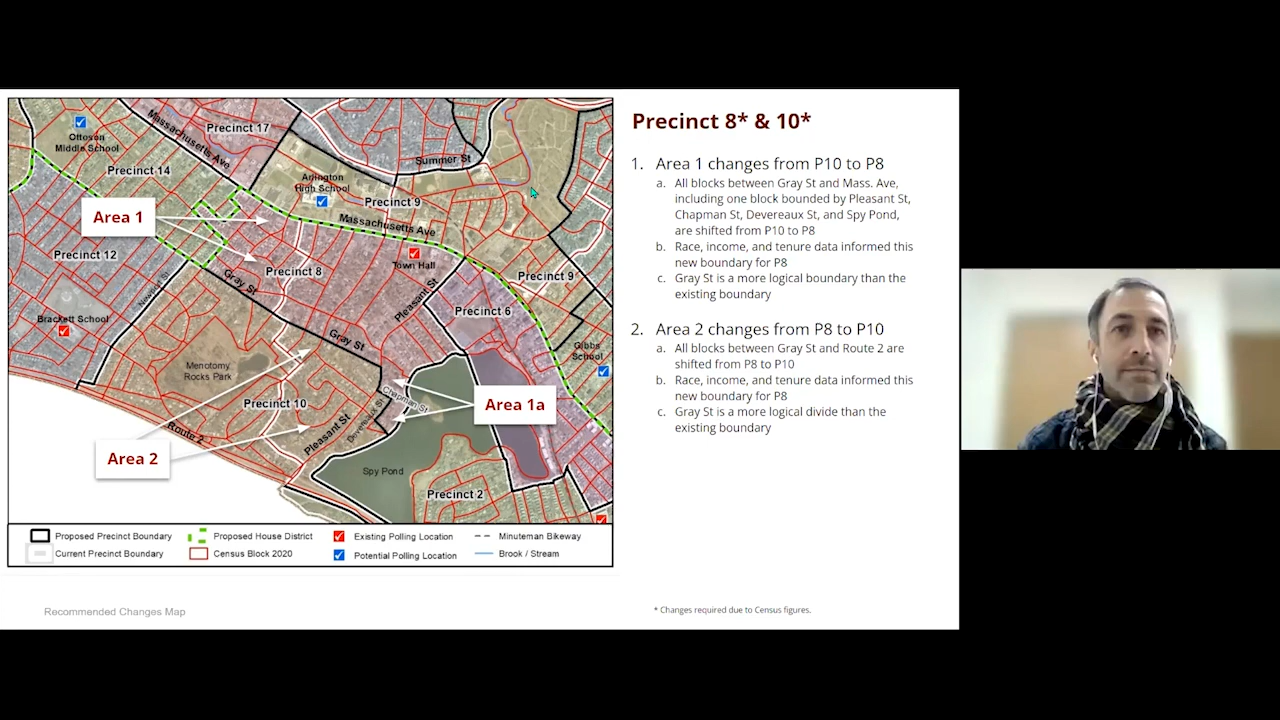 Precinct 17
Massachusetts Ave
Ottoson
Middle School
Summer St
Precinct 14
Arlington
High School
Precinct 9
Area 1
Massachusetts Ave
Precinct 12
Town Hall
Precinct 8
Precinct 9
Newport St
Gray St
Pleasant St
Precinct 6
Brackett School
Gray St
Gibbs
School
Menotomy
Rocks Park
Chapman St
Area 1a
Precinct 10
Devereaux St
Pleasant St
Route 2
Area 2
Spy Pond
Precinct 2
Proposed Precinct Boundary
Proposed House District
Existing Polling Location
Minuteman Bikeway
Current Precinct Boundary
Census Block 2020
Potential Polling Location
Brook / Stream
Recommended Changes Map
Precinct 8* & 10*
1. Area 1 changes from P10 to P8
a. All blocks between Gray St and Mass. Ave,
including one block bounded by Pleasant St,
Chapman St, Devereaux St, and Spy Pond,
are shifted from P10 to P8
b. Race, income, and tenure data informed this
new boundary for P8
c. Gray St is a more logical boundary than the
existing boundary
2. Area 2 changes from P8 to P10
a. All blocks between Gray St and Route 2 are
shifted from P8 to P10
b. Race, income, and tenure data informed this
new boundary for P8
c. Gray St is a more logical divide than the
existing boundary
* Changes required due to Census figures.